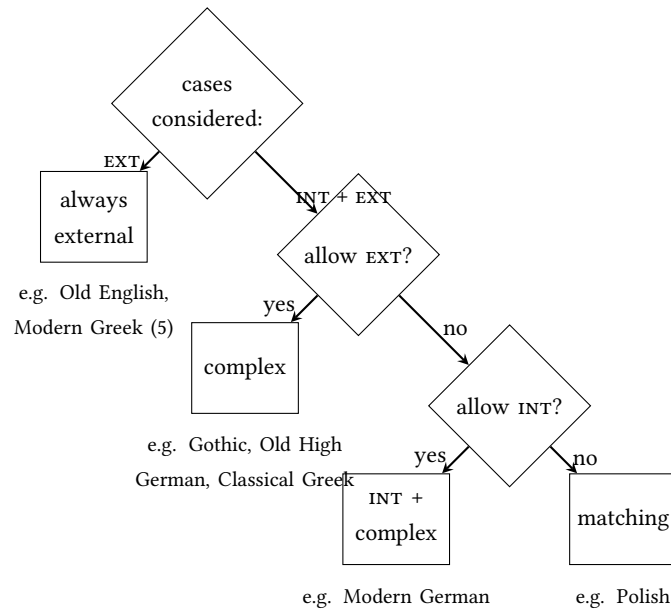 cases
considered:
EXT
INT + EXT
always
external
allow EXT?
e.g. Old English,
Modern Greek (5)
yes
no
complex
allow INT?
e.g. Gothic, Old High
German, Classical Greek
yes
no
INT +
complex
matching
e.g. Modern German
e.g. Polish